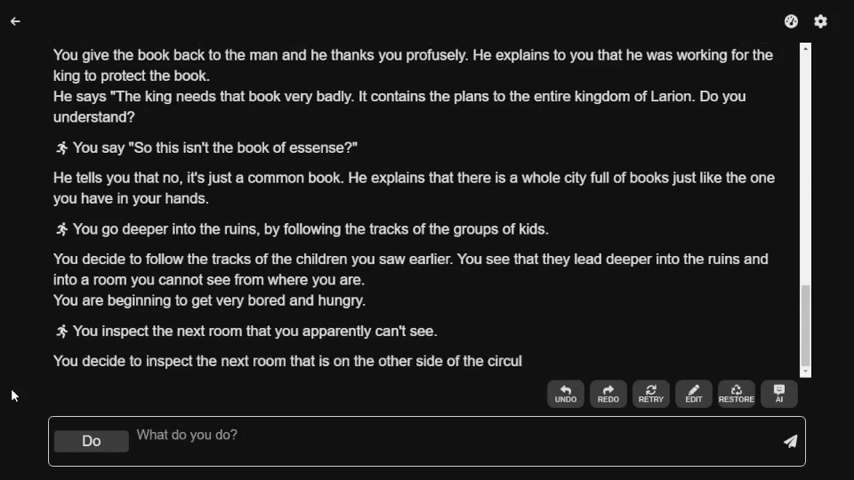 You give the book back to the man and he thanks you profusely. He explains to you that he was working for the
king to protect the book.
He says "The king needs that book very badly. It contains the plans to the entire kingdom of Larion. Do you
understand?
You say "So this isn't the book of essense?"
He tells you that no, it's just a common book. He explains that there is a whole city full of books just like the one
you have in your hands.
You go deeper into the ruins, by following the tracks of the groups of kids.
You decide to follow the tracks of the children you saw earlier. You see that they lead deeper into the ruins and
into a room you cannot see from where you are.
You are beginning to get very bored and hungry.
You inspect the next room that you apparently can't see.
You decide to inspect the next room that is on the other side of the circul
UNDO REDO RETRY EDIT RESTORE AI
Do What do you do?